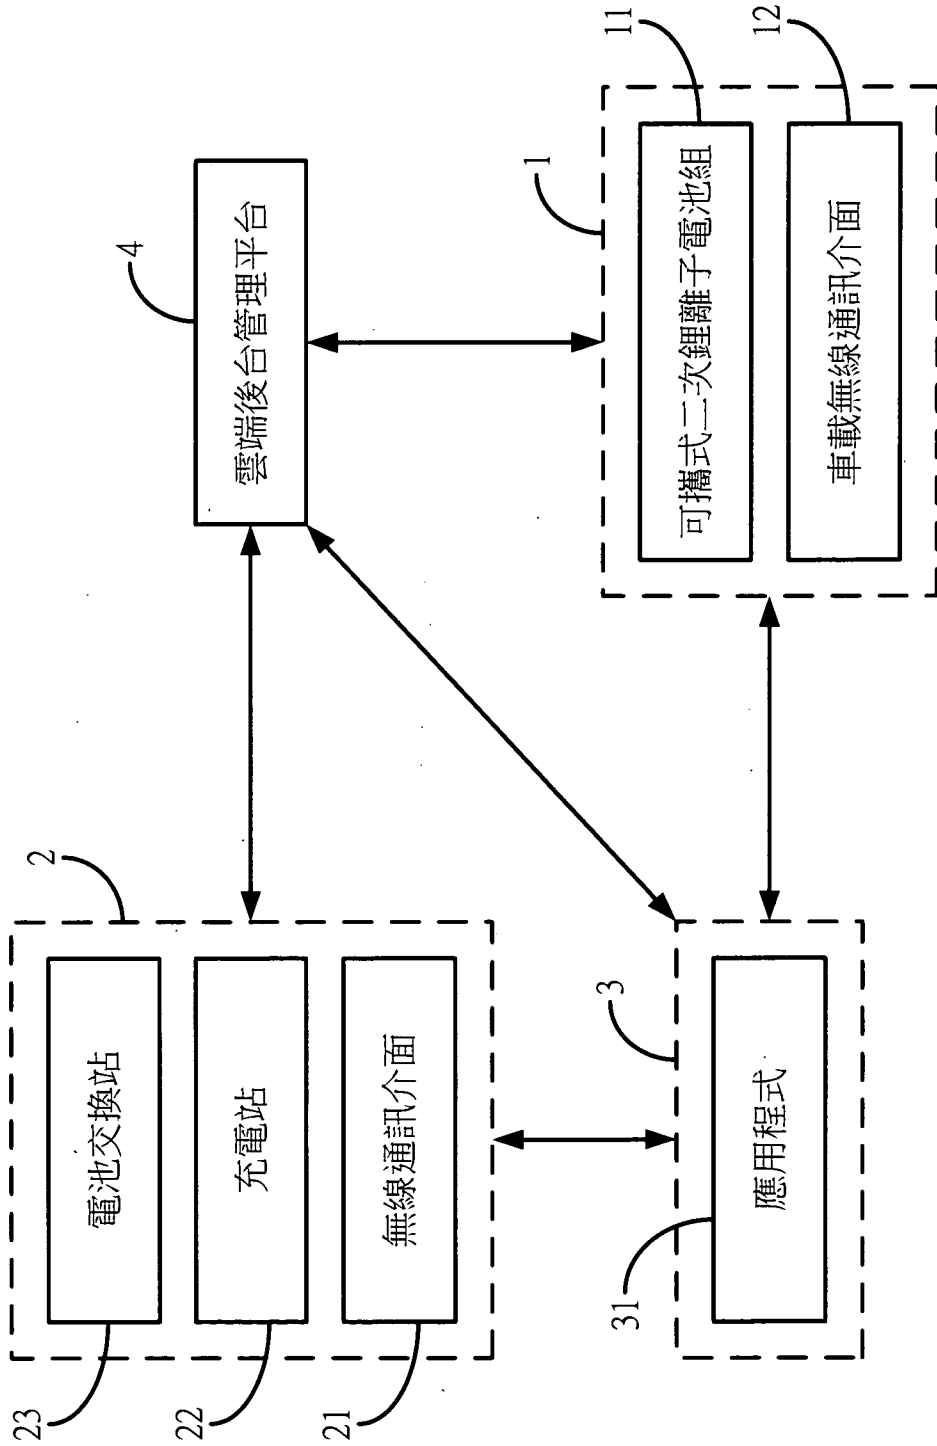 23
電池交換站
22
充電站
21
無線通訊介面
2
31
應用程式
3
4
雲端後台管理平台
1
可攜式二次鋰離子電池組
11
車載無線通訊介面
12